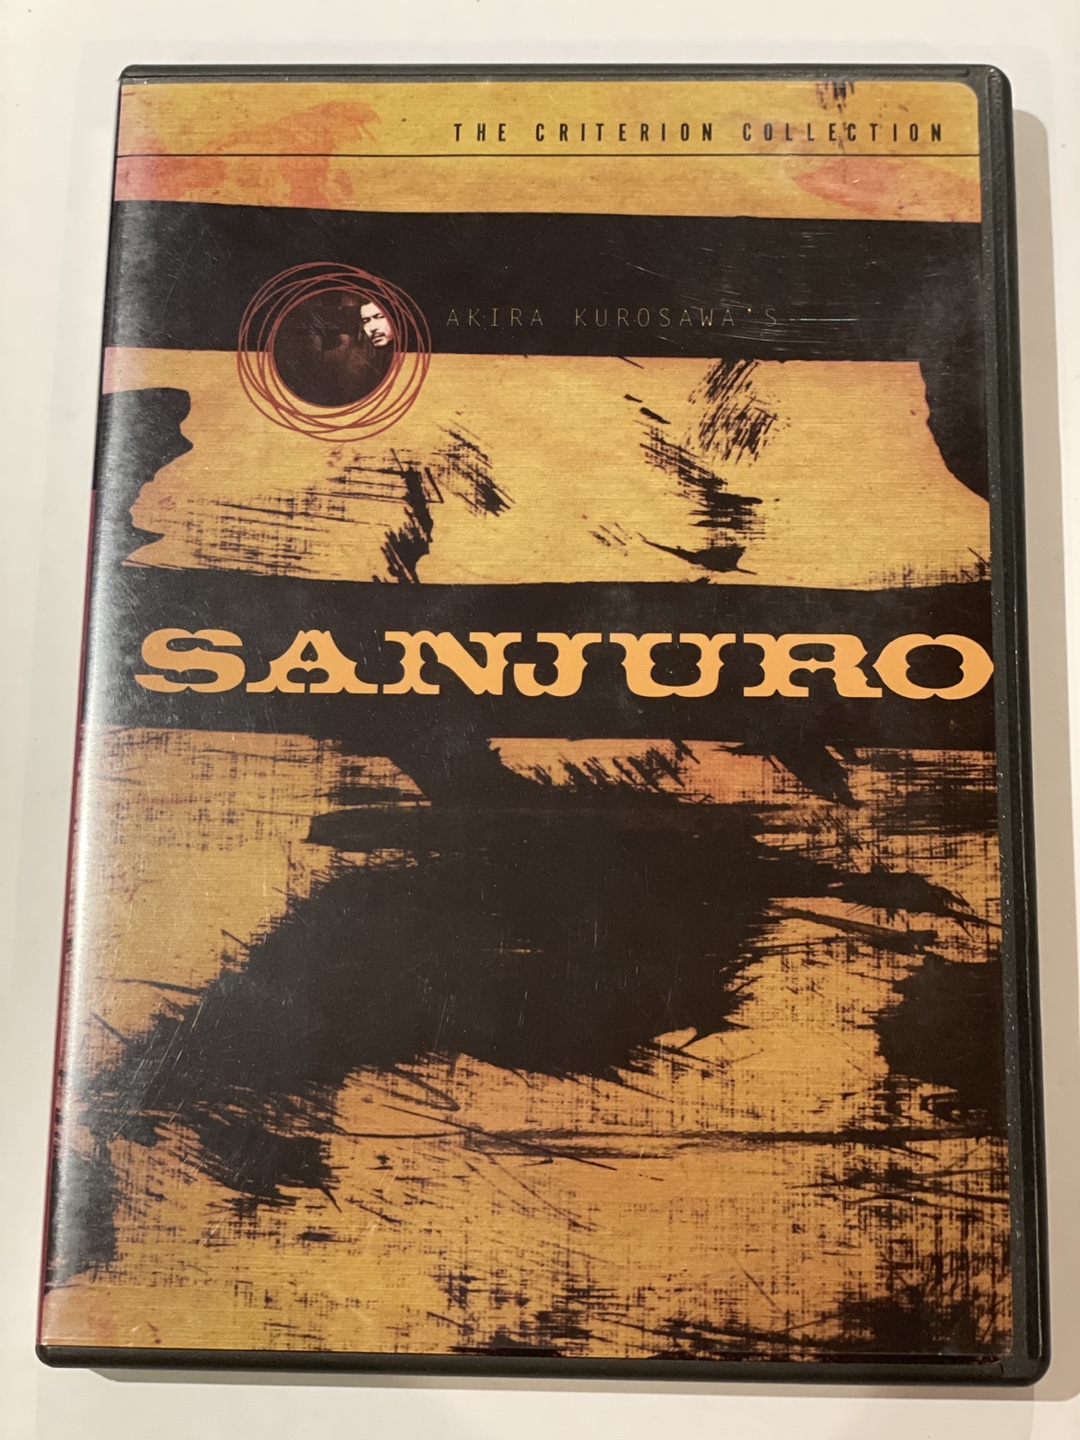 THE CRITERION COLLECTION
AKIRA KUROSAWA'S
SANJURO